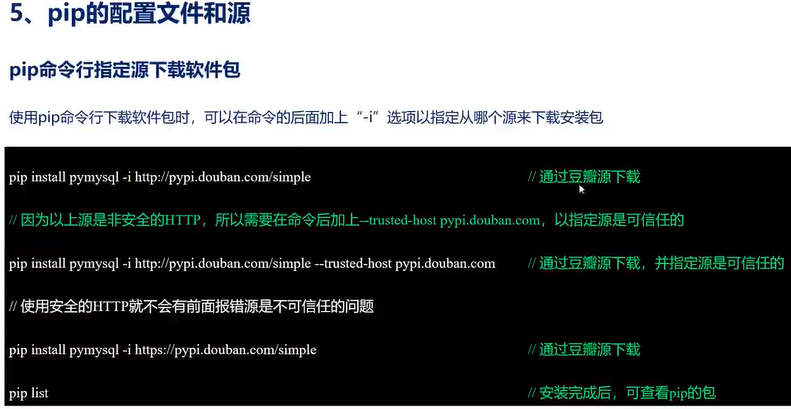 5、pip的配置文件和源
pip命令行指定源下载软件包
使用pip命令行下载软件包时，可以在命令的后面加上“-i”选项以指定从哪个源来下载安装包
pip install pymysql -i http://pypi.douban.com/simple // 通过豆瓣源下载
// 因为以上源是非安全的HTTP，所以需要在命令后加上--trusted-host pypi.douban.com，以指定源是可信任的
pip install pymysql -i http://pypi.douban.com/simple --trusted-host pypi.douban.com // 通过豆瓣源下载，并指定源是可信任的
// 使用安全的HTTP就不会有前面报错源是不可信任的问题
pip install pymysql -i https://pypi.douban.com/simple // 通过豆瓣源下载
pip list // 安装完成后，可查看pip的包